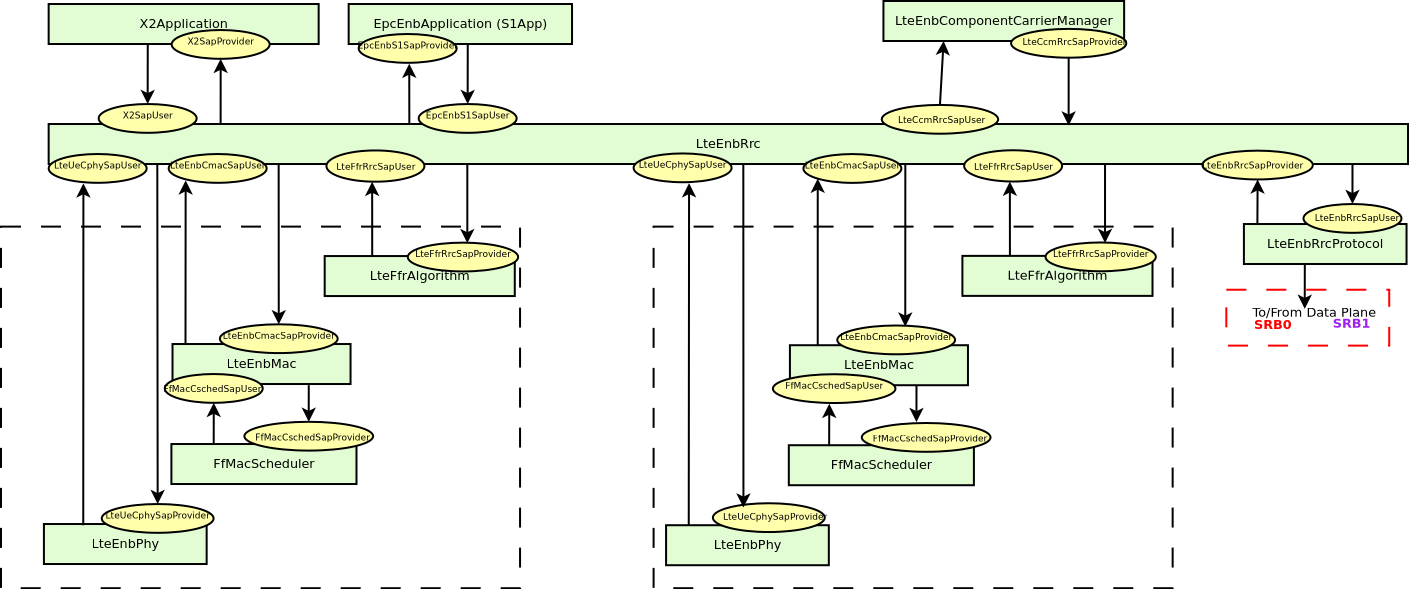 X2Application
EpcEnbApplication (S1App)
LteEnbComponentCarrierManager
X2SapProvider
EpcEnbS1SapProvider
LteCcmRrcSapProvider
X2SapUser
EpcEnbS1SapUser
LteCcmRrcSapUser
LteEnbRrc
LteUeCphySapUser
LteEnbCmacSapUser
LteFfrRrcSapUser
LteUeCphySapUser
LteEnbCmacSapUser
LteFfrRrcSapUser
LteEnbRrcSapProvider
LteEnbRrcSapUser
LteEnbRrcProtocol
LteFfrRrcSapProvider
LteFfrAlgorithm
LteFfrRrcSapProvider
LteFfrAlgorithm
To/From Data Plane
SRB0
SRB1
LteEnbCmacSapProvider
LteEnbMac
FfMacCschedSapUser
LteEnbCmacSapProvider
LteEnbMac
FfMacCschedSapUser
FfMacCschedSapProvider
FfMacScheduler
FfMacCschedSapProvider
FfMacScheduler
LteUeCphySapProvider
LteEnbPhy
LteUeCphySapProvider
LteEnbPhy